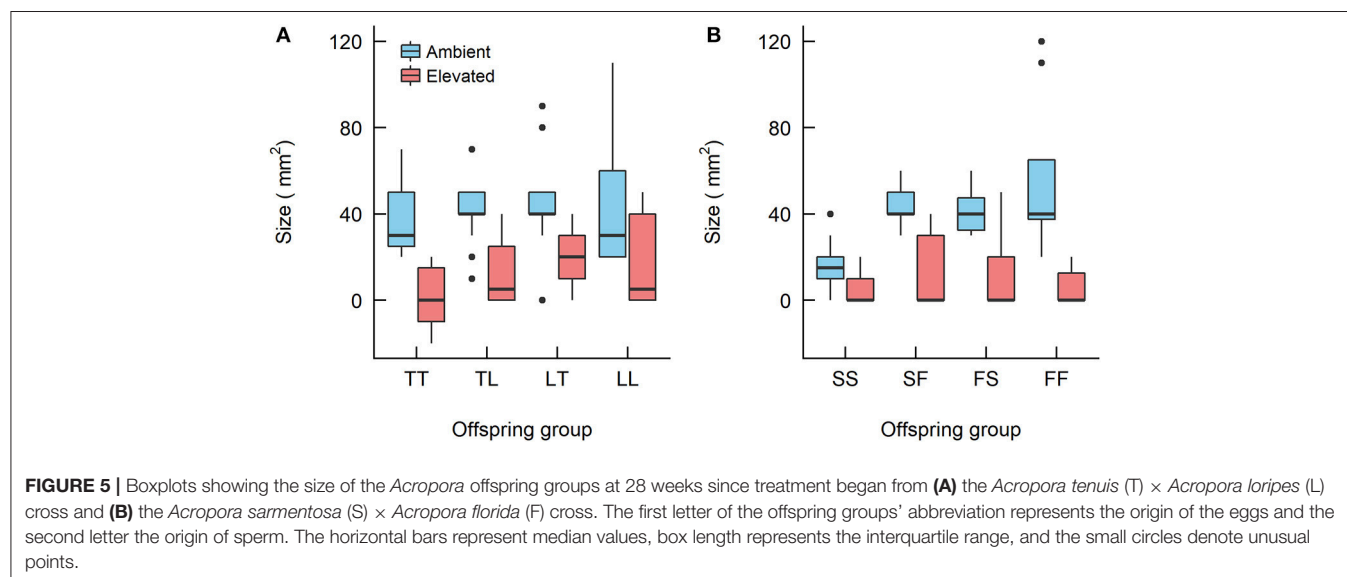 A
B
120
80
40
0
Size ( mm²)
Ambient
Elevated
TT TL LT LL
Offspring group
120
80
40
0
Size ( mm²)
SS SF FS FF
Offspring group
FIGURE 5 | Boxplots showing the size of the Acropora offspring groups at 28 weeks since treatment began from (A) the Acropora tenuis (T) × Acropora loripes (L)
cross and (B) the Acropora sarmentosa (S) × Acropora florida (F) cross. The first letter of the offspring groups' abbreviation represents the origin of the eggs and the
second letter the origin of sperm. The horizontal bars represent median values, box length represents the interquartile range, and the small circles denote unusual
points.